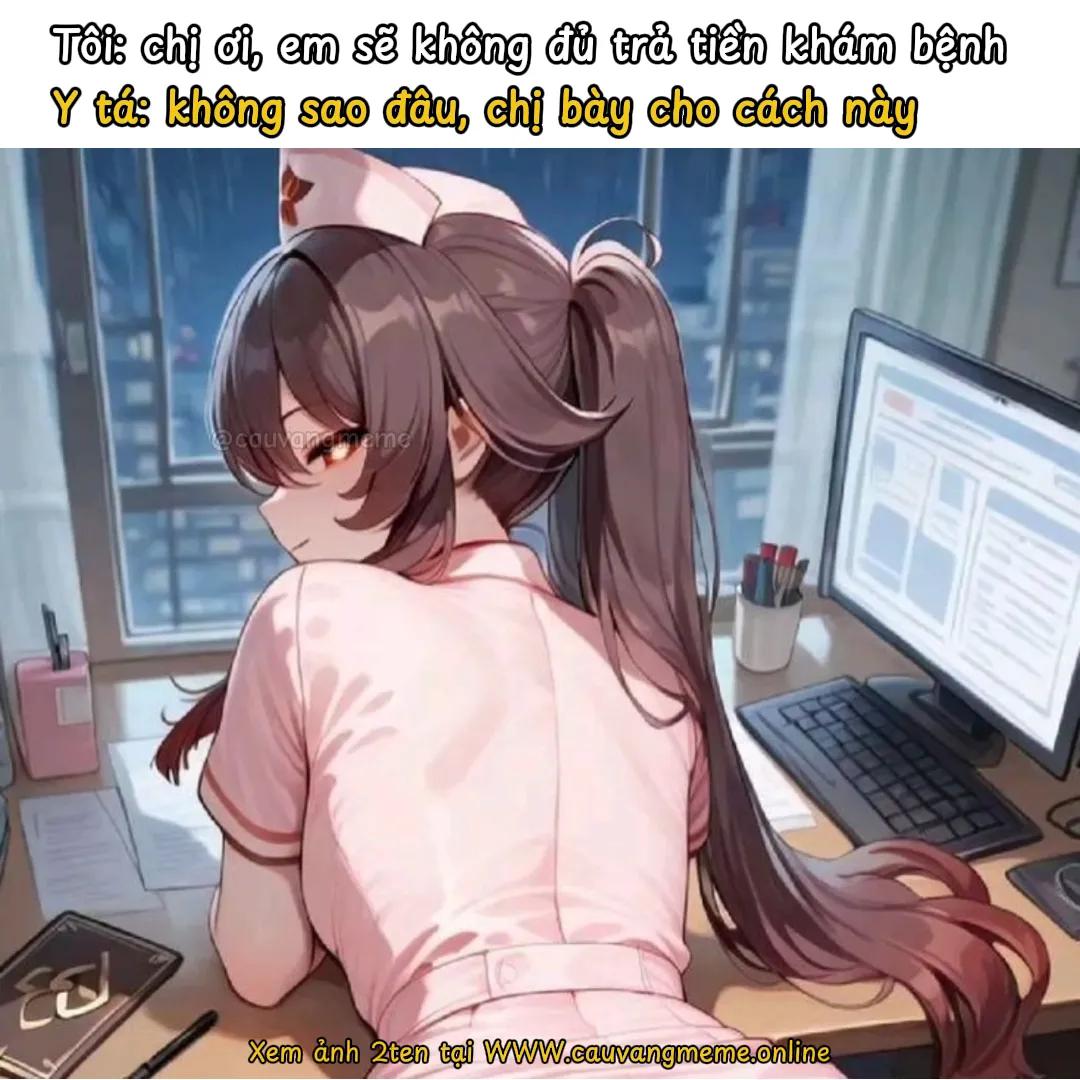 Tôi: chị ơi, em sẽ không đủ trả tiền khám bệnh
Y tá: không sao đâu, chị bày cho cách này
@cauvangmeme
Xem ảnh 2ten tại WWW.cauvangmeme.online